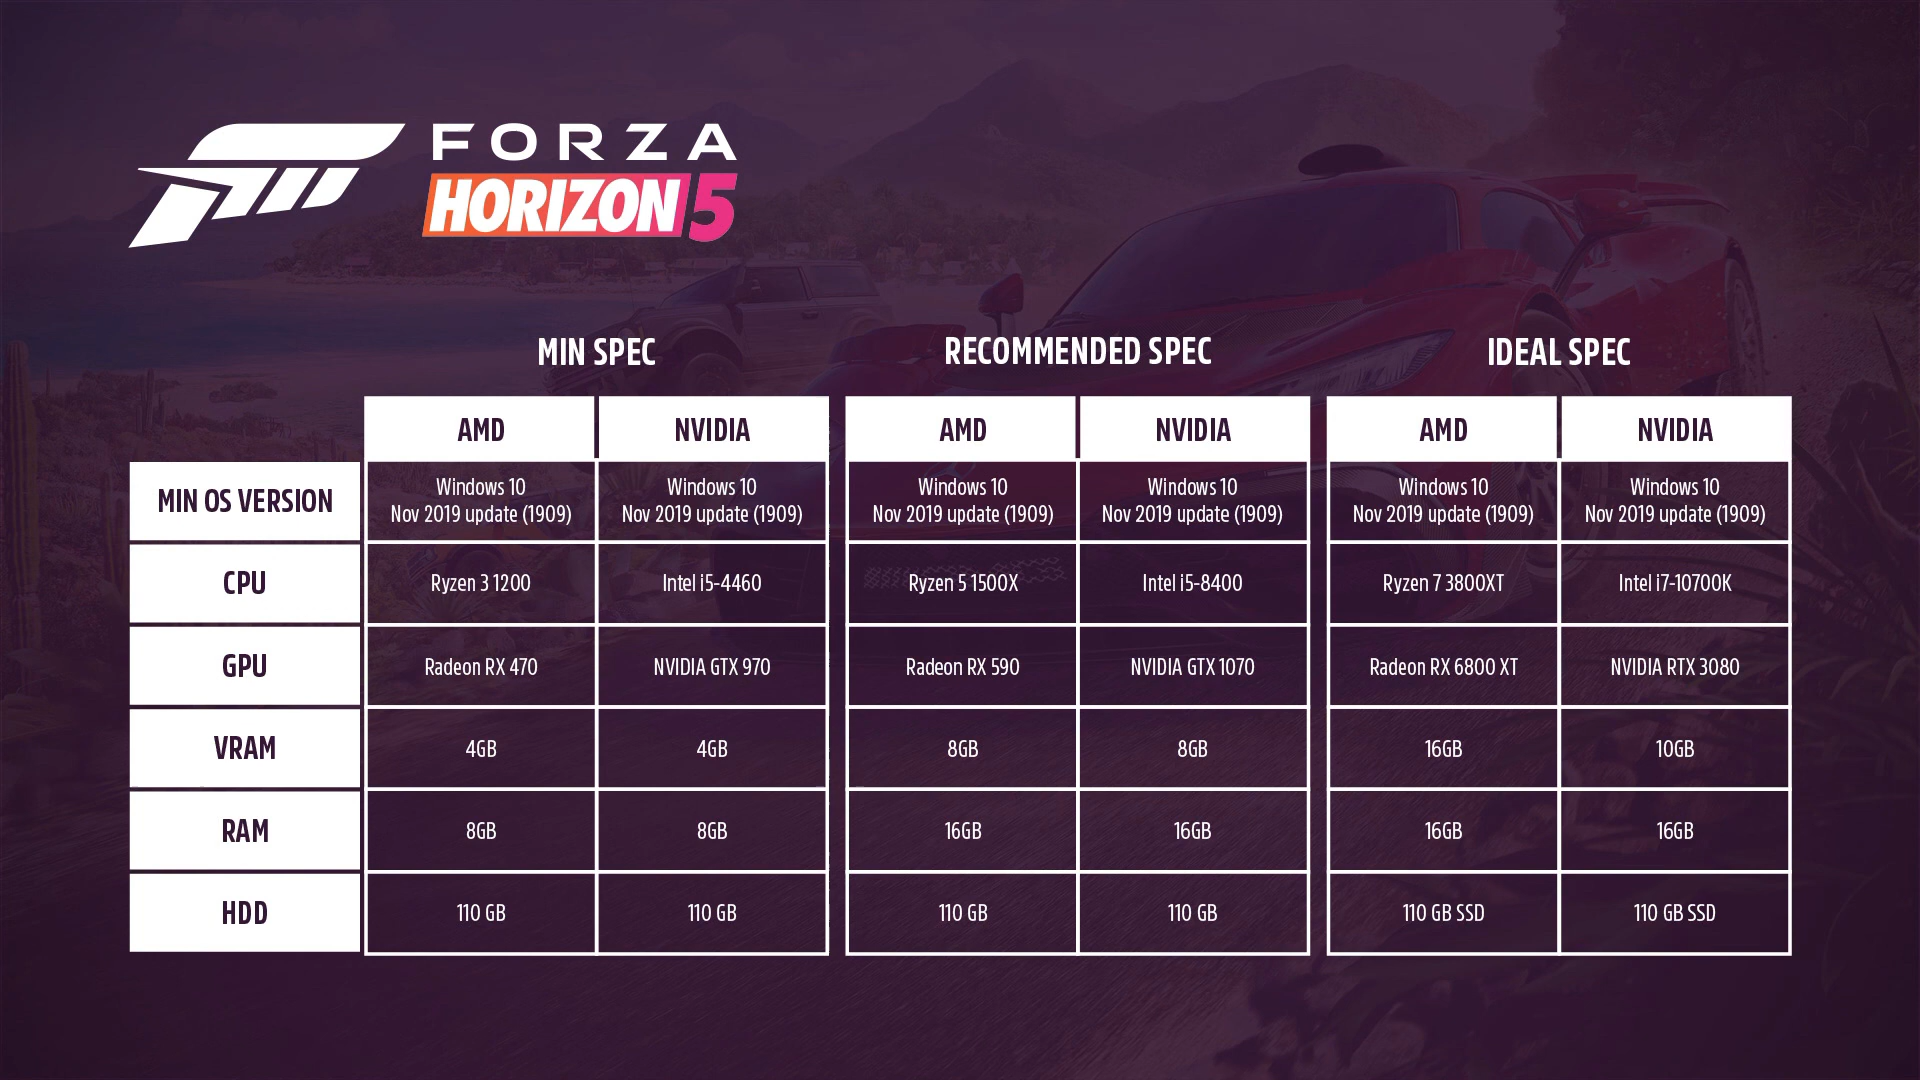 FORZA
HORIZON 5
MIN SPEC
RECOMMENDED SPEC
IDEAL SPEC
AMD
NVIDIA
AMD
NVIDIA
AMD
NVIDIA
MIN OS VERSION
Windows 10
Nov 2019 update (1909)
Windows 10
Nov 2019 update (1909)
Windows 10
Nov 2019 update (1909)
Windows 10
Nov 2019 update (1909)
Windows 10
Nov 2019 update (1909)
Windows 10
Nov 2019 update (1909)
CPU
Ryzen 3 1200
Intel i5-4460
Ryzen 5 1500X
Intel i5-8400
Ryzen 7 3800XT
Intel i7-10700K
GPU
Radeon RX 470
NVIDIA GTX 970
Radeon RX 590
NVIDIA GTX 1070
Radeon RX 6800 XT
NVIDIA RTX 3080
VRAM
4GB
4GB
8GB
8GB
16GB
10GB
RAM
8GB
8GB
16GB
16GB
16GB
16GB
HDD
110 GB
110 GB
110 GB
110 GB
110 GB SSD
110 GB SSD